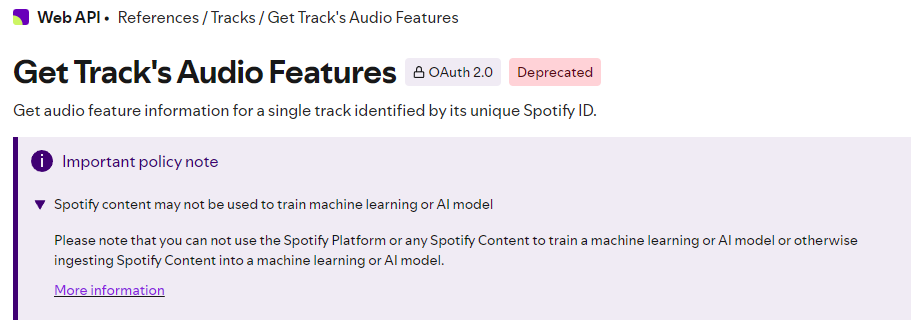 Web API • References / Tracks / Get Track's Audio Features
Get Track's Audio Features OAuth 2.0 Deprecated
Get audio feature information for a single track identified by its unique Spotify ID.
Important policy note
Spotify content may not be used to train machine learning or AI model
Please note that you can not use the Spotify Platform or any Spotify Content to train a machine learning or AI model or otherwise
ingesting Spotify Content into a machine learning or AI model.
More information